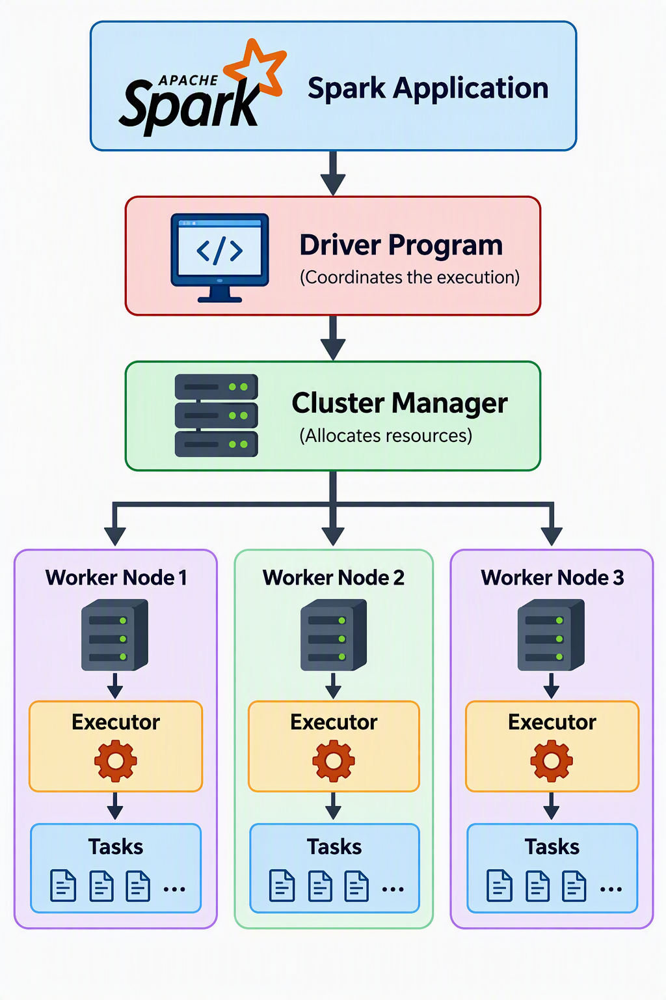 APACHE
Spark
Spark Application
</>
Driver Program
(Coordinates the execution)
Cluster Manager
(Allocates resources)
Worker Node 1
Worker Node 2
Worker Node 3
Executor
Executor
Executor
Tasks
Tasks
Tasks
...
...
...